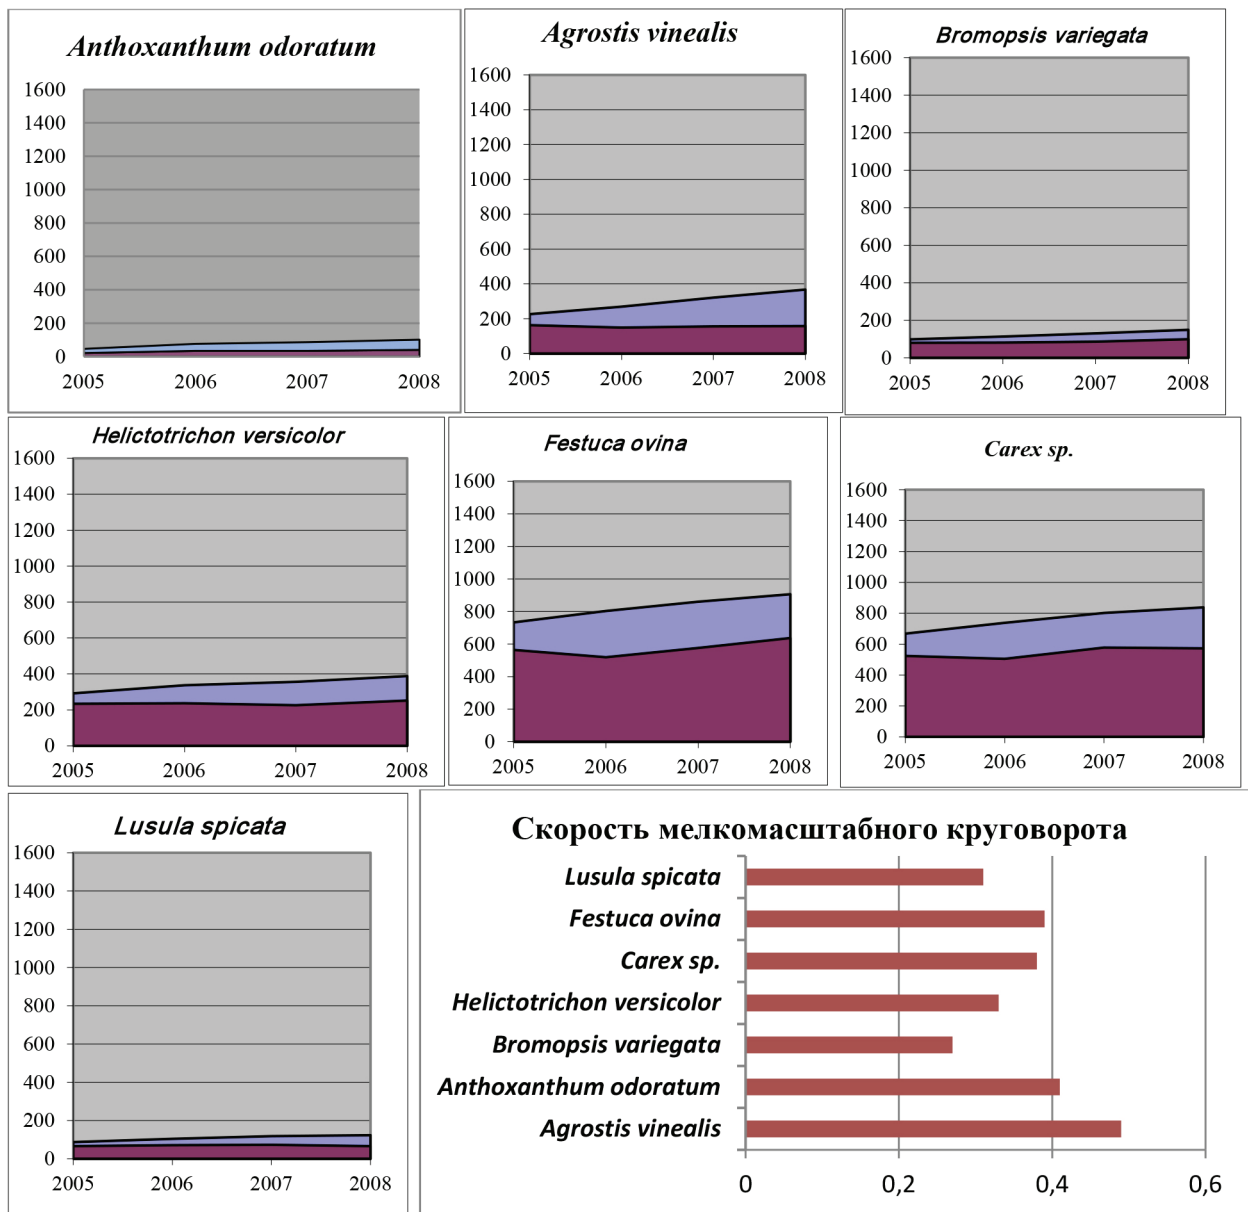 Anthoxanthum odoratum
1600
1400
1200
1000
800
600
400
200
0
2005 2006 2007 2008
Agrostis vinealis
1600
1400
1200
1000
800
600
400
200
0
2005 2006 2007 2008
Bromopsis variegata
1600
1400
1200
1000
800
600
400
200
0
2005 2006 2007 2008
Helictotrichon versicolor
1600
1400
1200
1000
800
600
400
200
0
2005 2006 2007 2008
Festuca ovina
1600
1400
1200
1000
800
600
400
200
0
2005 2006 2007 2008
Carex sp.
1600
1400
1200
1000
800
600
400
200
0
2005 2006 2007 2008
Lusula spicata
1600
1400
1200
1000
800
600
400
200
0
2005 2006 2007 2008
Скорость мелкомасштабного круговорота
Lusula spicata
Festuca ovina
Carex sp.
Helictotrichon versicolor
Bromopsis variegata
Anthoxanthum odoratum
Agrostis vinealis
0 0,2 0,4 0,6